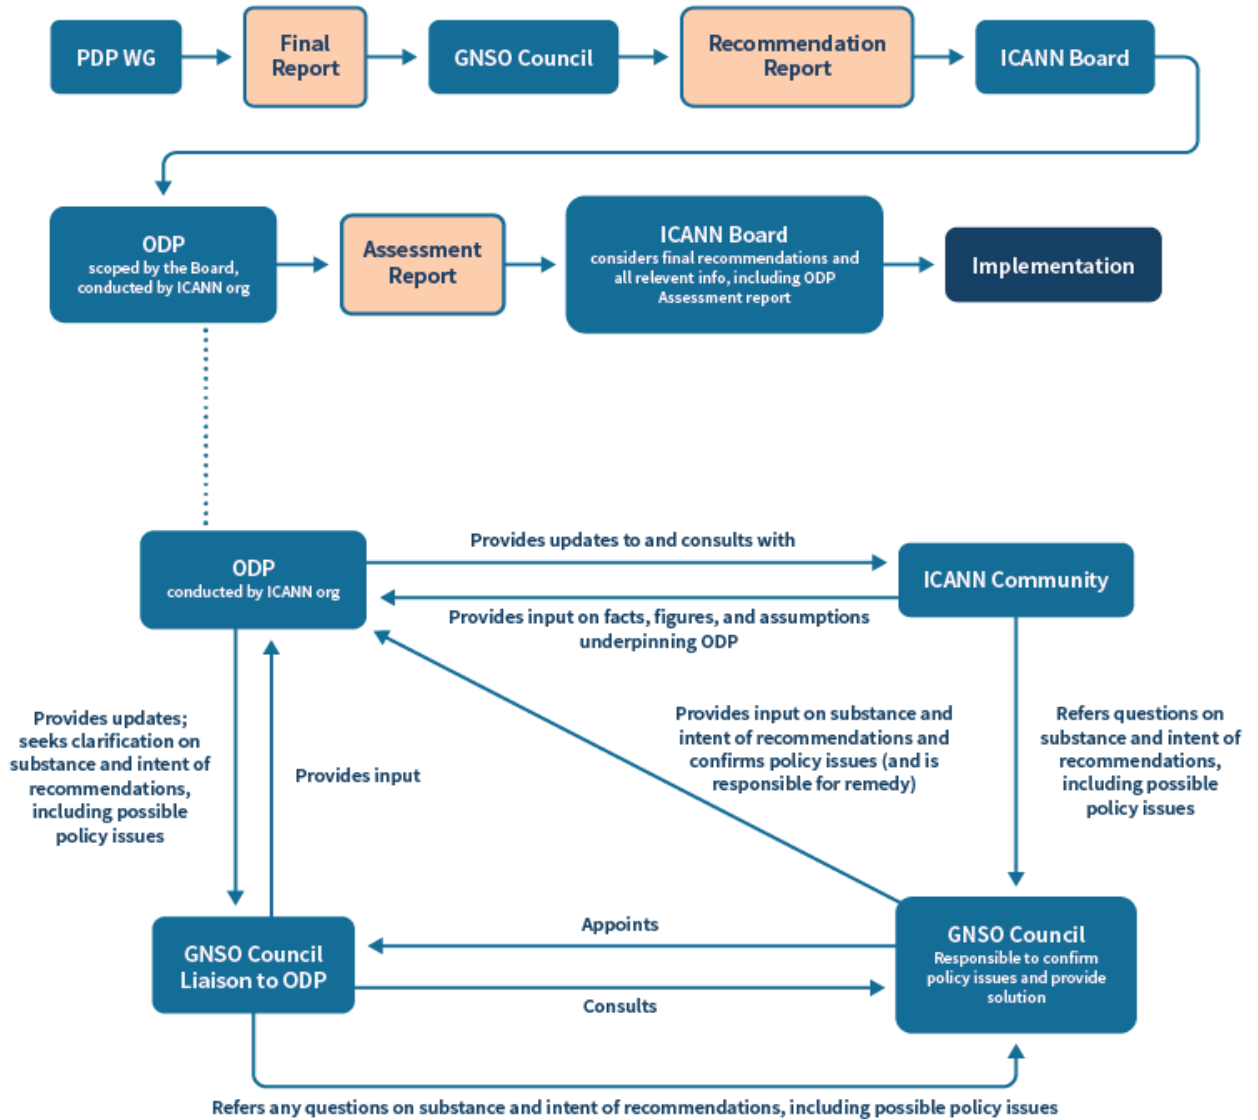 PDP WG
Final
Report
GNSO Council
Recommendation
Report
ICANN Board
ODP
scoped by the Board,
conducted by ICANN org
Assessment
Report
ICANN Board
considers final recommendations and
all relevent info, including ODP
Assessment report
Implementation
ODP
conducted by ICANN org
Provides updates to and consults with
ICANN Community
Provides input on facts, figures, and assumptions
underpinning ODP
Provides updates;
seeks clarification on
substance and intent of
recommendations,
including possible
policy issues
Provides input
Provides input on substance and
intent of recommendations and
confirms policy issues (and is
responsible for remedy)
Refers questions on
substance and intent of
recommendations,
including possible
policy issues
GNSO Council
Liaison to ODP
Appoints
Consults
GNSO Council
Responsible to confirm
policy issues and provide
solution
Refers any questions on substance and intent of recommendations, including possible policy issues